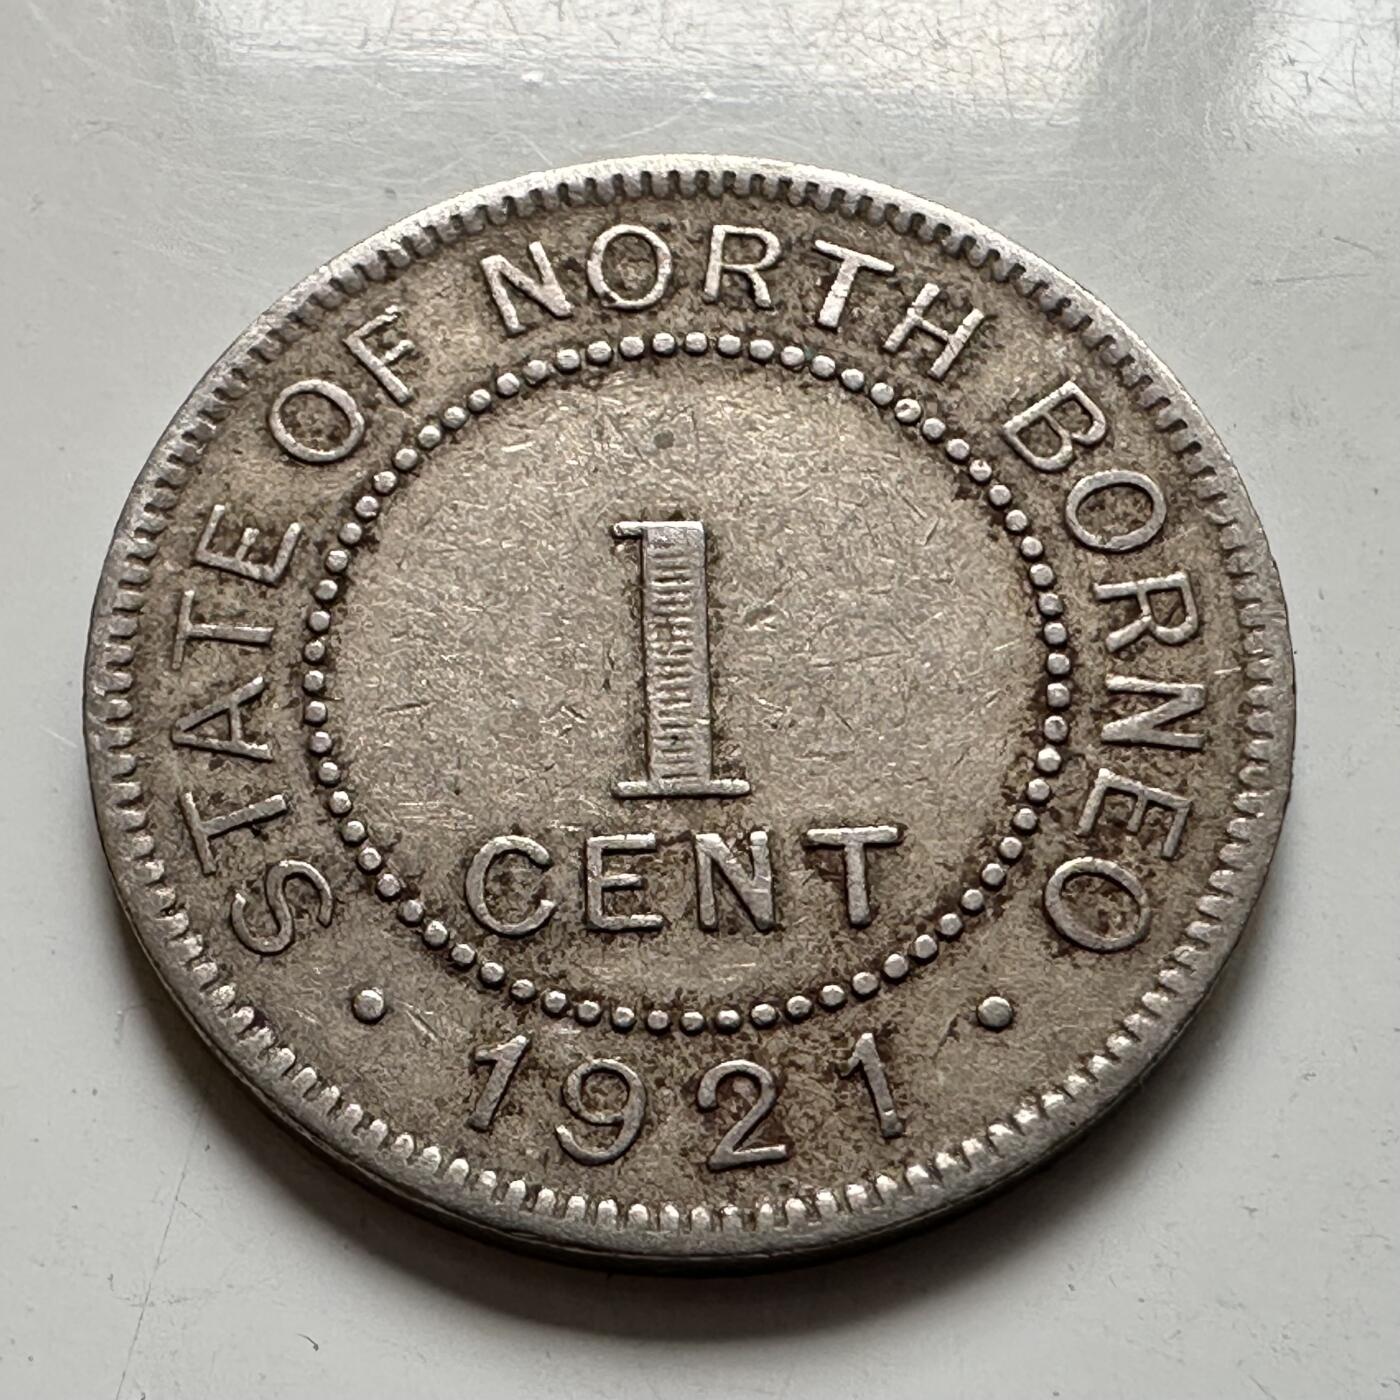 STATE OF NORTH BORNEO
1
CENT
· 1921 ·